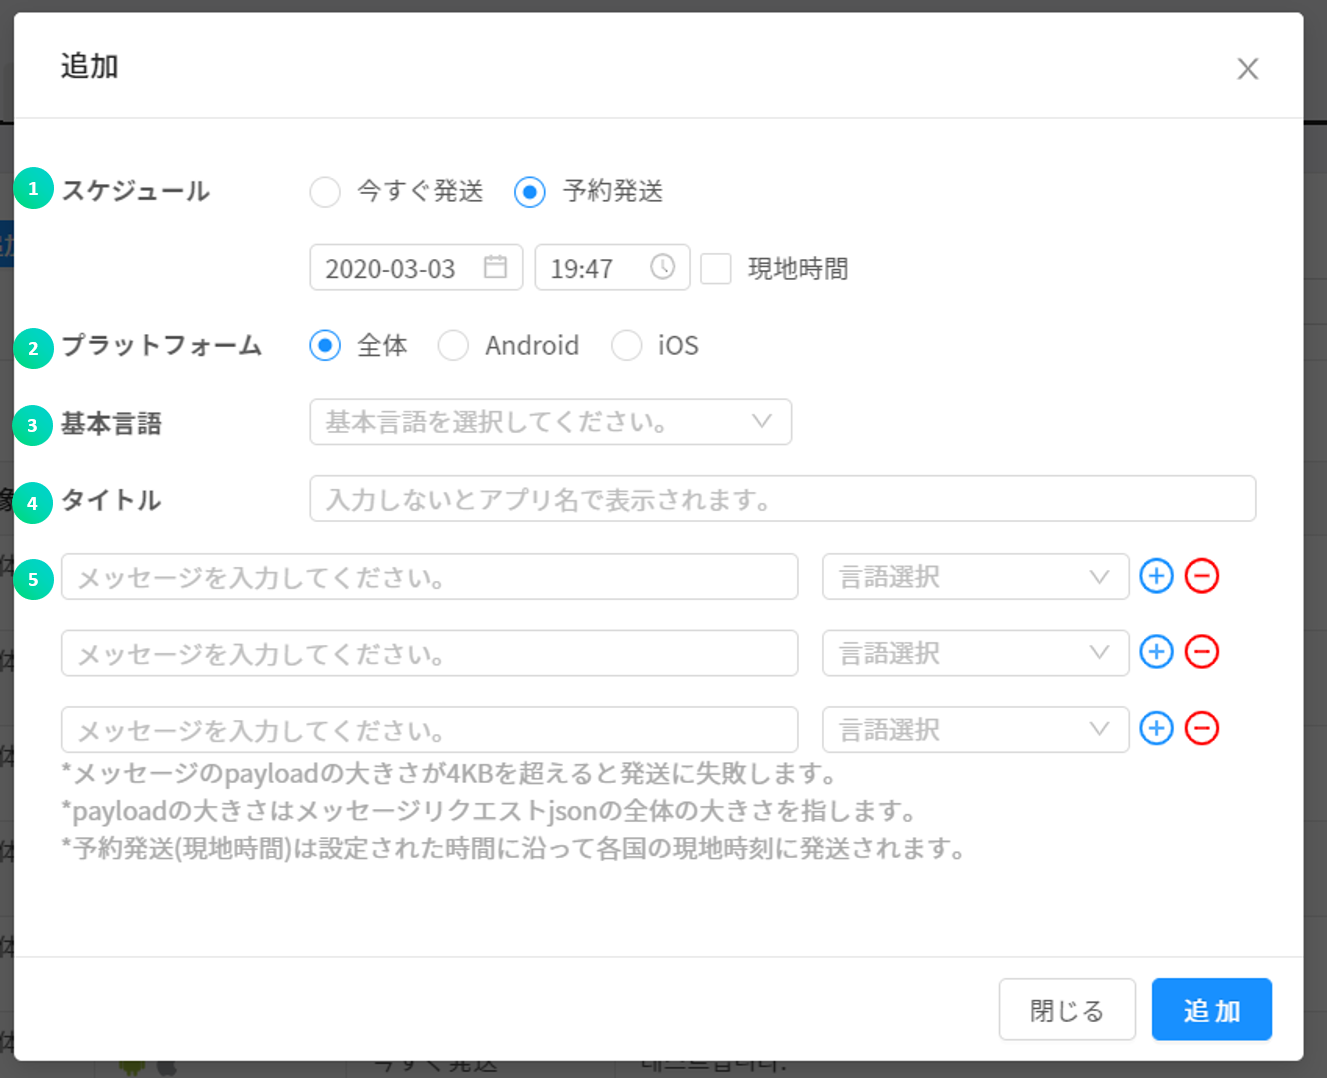 追加
1 スケジュール 今すぐ発送 予約発送
2020-03-03 19:47 現地時間
2 プラットフォーム 全体 Android iOS
3 基本言語 基本言語を選択してください。
4 タイトル 入力しないとアプリ名で表示されます。
5 メッセージを入力してください。 言語選択
メッセージを入力してください。 言語選択
メッセージを入力してください。 言語選択
*メッセージのpayloadの大きさが4KBを超えると発送に失敗します。
*payloadの大きさはメッセージリクエストjsonの全体の大きさを指します。
*予約発送(現地時間)は設定された時間に沿って各国の現地時刻に発送されます。
閉じる 追加
今すぐ発送